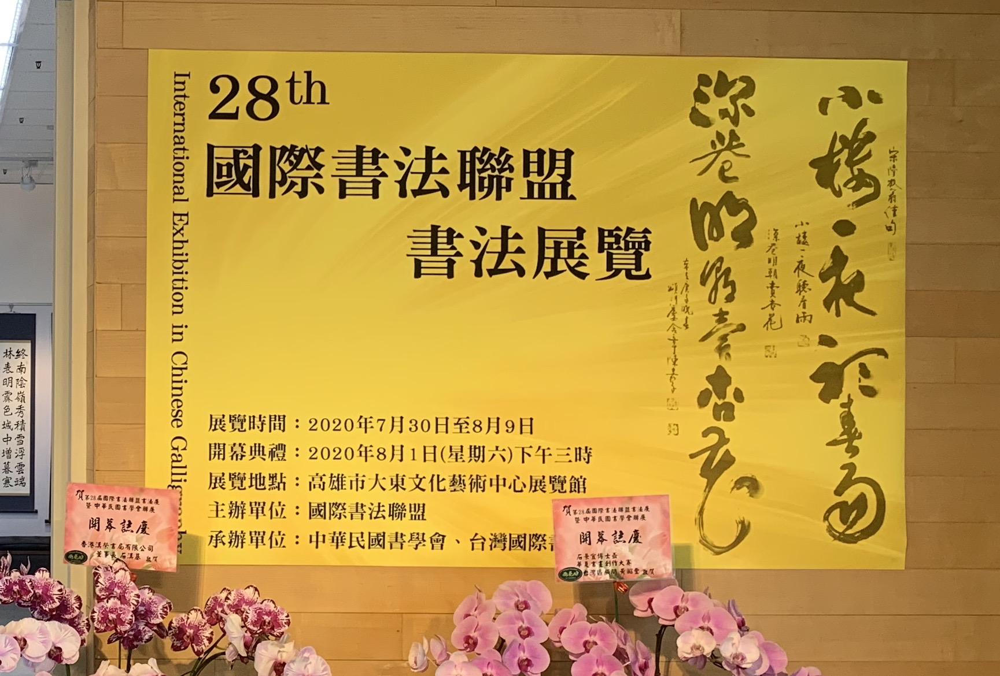 28th
國際書法聯盟
書法展覽
International Exhibition in Chinese Calligraphy
展覽時間：2020年7月30日至8月9日
開幕典禮：2020年8月1日(星期六)下午三時
展覽地點：高雄市大東文化藝術中心展覽館
主辦單位：國際書法聯盟
承辦單位：中華民國書學會、台灣國際書
宋陸放翁佳句
小樓一夜聽春雨
深巷明朝賣杏花
小樓一夜聽春雨
深巷明朝賣杏花
終南陰嶺秀積雪浮雲端
林表明霽色城中增暮寒
賀 第28屆國際書法聯盟書法展
暨 中華民國書學會聯展
開幕誌慶
香港漢榮書局有限公司
董事長 石漢基 敬賀
賀 第28屆國際書法聯盟書法展
暨 中華民國書學會聯展
開幕誌慶
石景宜博士盃
華夏書畫創作大賽
台灣區顧問 黃昭豐 敬賀